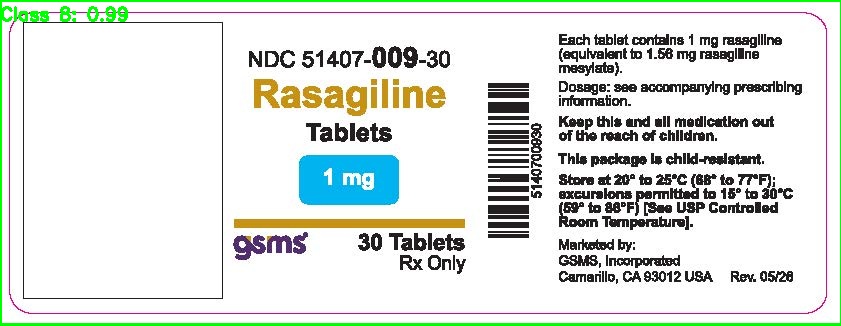 Class 8: 0.99
NDC 51407-009-30
Rasagiline
Tablets
1 mg
gsms
30 Tablets
Rx Only
5140700930
Each tablet contains 1 mg rasagiline
(equivalent to 1.56 mg rasagiline
mesylate).
Dosage: see accompanying prescribing
information.
Keep this and all medication out
of the reach of children.
This package is child-resistant.
Store at 20° to 25°C (68° to 77°F);
excursions permitted to 15° to 30°C
(59° to 86°F) [See USP Controlled
Room Temperature].
Marketed by:
GSMS, Incorporated
Camarillo, CA 93012 USA Rev. 05/26